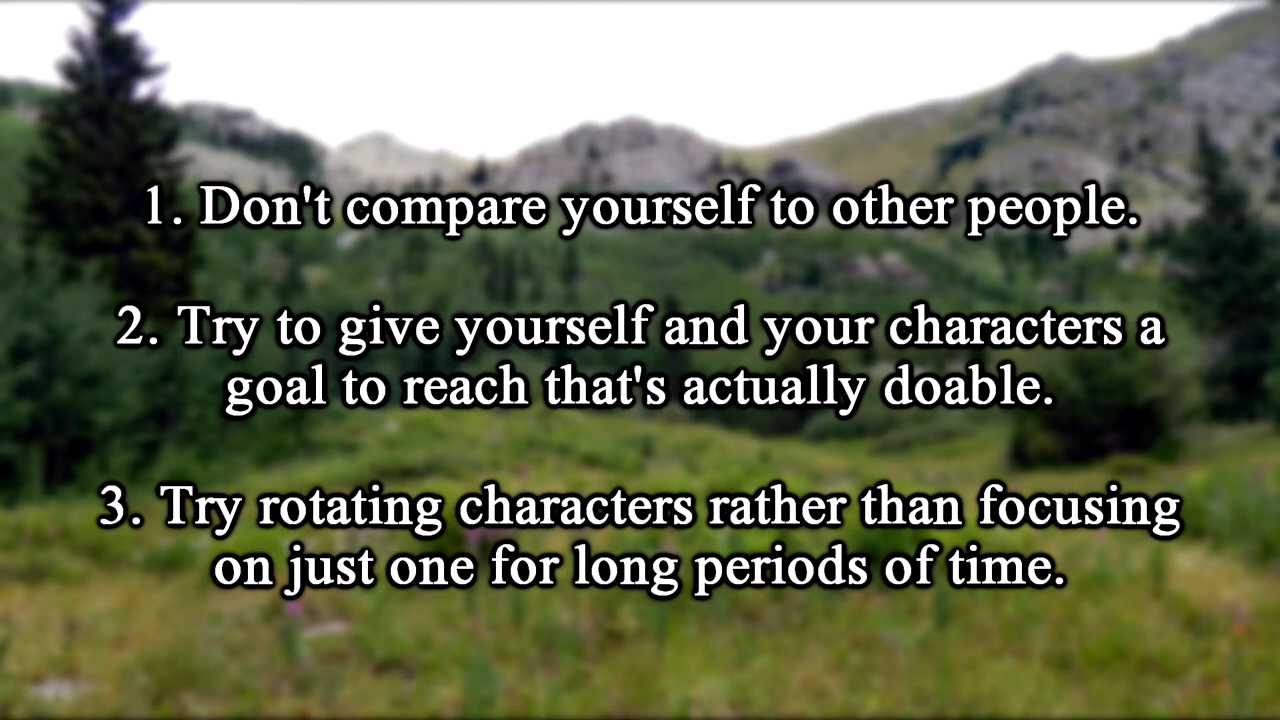 1. Don't compare yourself to other people.
2. Try to give yourself and your characters a
goal to reach that's actually doable.
3. Try rotating characters rather than focusing
on just one for long periods of time.